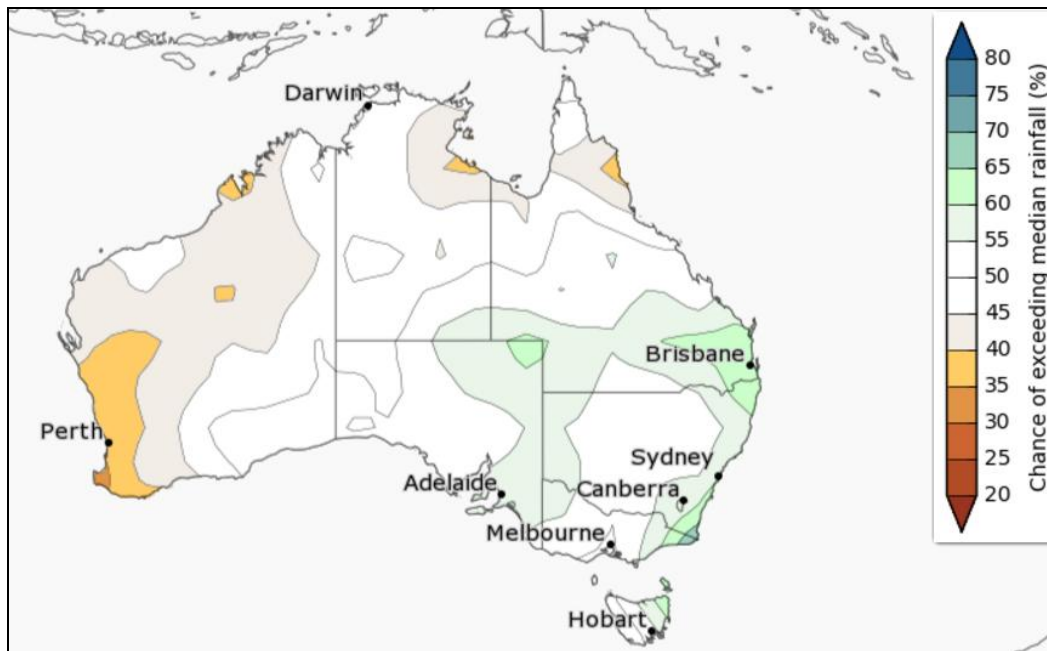 Darwin
Brisbane
Perth
Sydney
Adelaide
Canberra
Melbourne
Hobart
80
75
70
65
60
55
50
45
40
35
30
25
20
Chance of exceeding median rainfall (%)